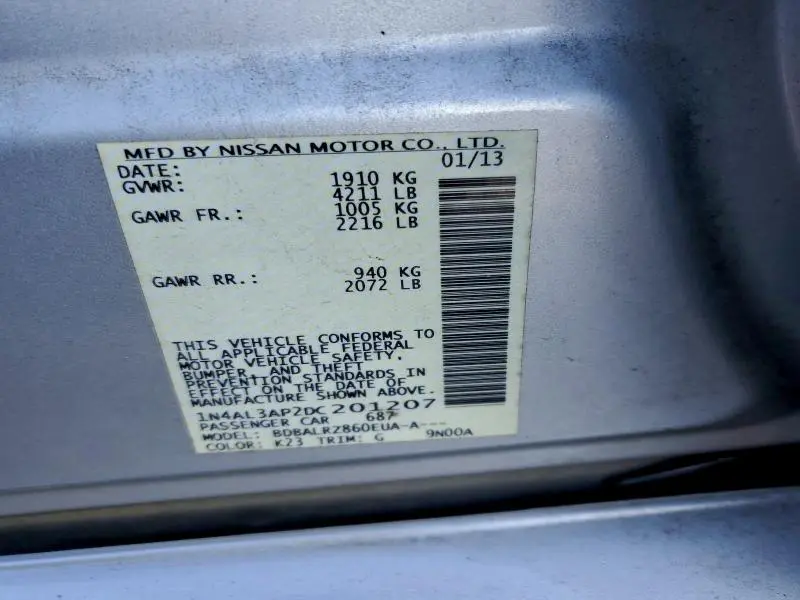 MFD BY NISSAN MOTOR CO., LTD.
DATE: 01/13
GVWR: 1910 KG
4211 LB
GAWR FR.: 1005 KG
2216 LB
GAWR RR.: 940 KG
2072 LB
THIS VEHICLE CONFORMS TO
ALL APPLICABLE FEDERAL
MOTOR VEHICLE SAFETY,
BUMPER, AND THEFT
PREVENTION STANDARDS IN
EFFECT ON THE DATE OF
MANUFACTURE SHOWN ABOVE.
1N4AL3AP2DC201207
PASSENGER CAR 687
MODEL: BDBALRZ860EUA-A---
COLOR: K23 TRIM: G 9N00A